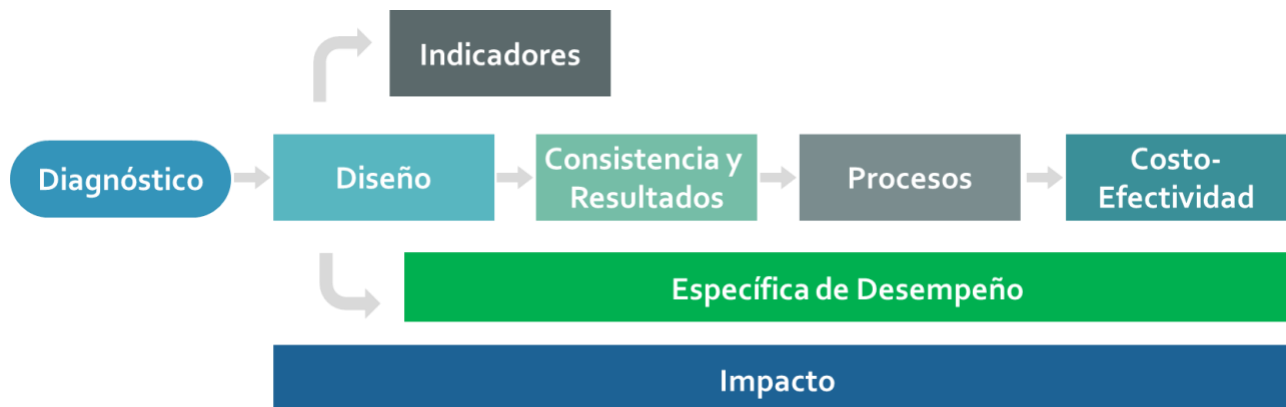 Indicadores
Diagnóstico
Diseño
Consistencia y
Resultados
Procesos
Costo-
Efectividad
Específica de Desempeño
Impacto